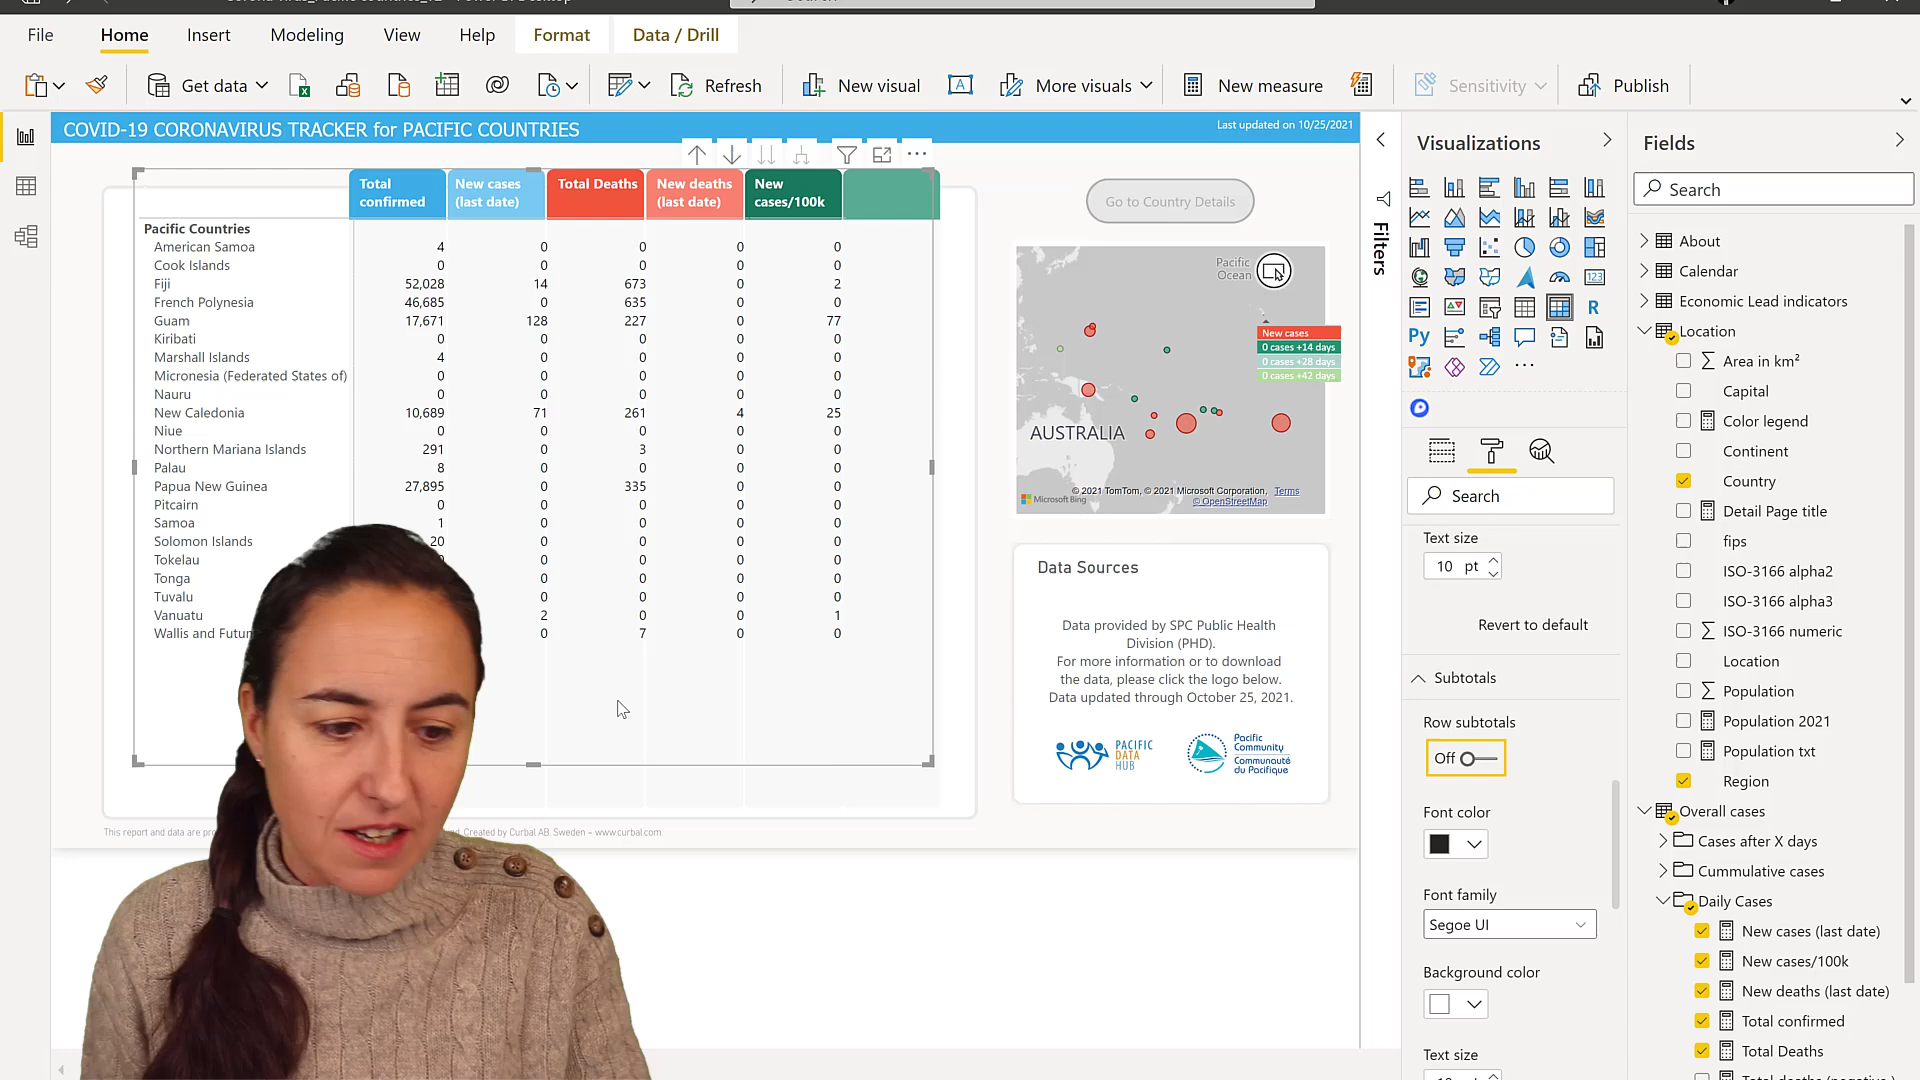 File
Home
Insert
Modeling
View
Help
Format
Data / Drill
Get data
Refresh
New visual
More visuals
New measure
Sensitivity
Publish
COVID-19 CORONAVIRUS TRACKER for PACIFIC COUNTRIES
Last updated on 10/25/2021
Total confirmed
New cases (last date)
Total Deaths
New deaths (last date)
New cases/100k
Pacific Countries
American Samoa 4 0 0 0 0
Cook Islands 0 0 0 0 0
Fiji 52,028 14 673 0 2
French Polynesia 46,685 0 635 0 0
Guam 17,671 128 227 0 77
Kiribati 0 0 0 0 0
Marshall Islands 4 0 0 0 0
Micronesia (Federated States of) 0 0 0 0 0
Nauru 0 0 0 0 0
New Caledonia 10,689 71 261 4 25
Niue 0 0 0 0 0
Northern Mariana Islands 291 0 3 0 0
Palau 8 0 0 0 0
Papua New Guinea 27,895 0 335 0 0
Pitcairn 0 0 0 0 0
Samoa 1 0 0 0 0
Solomon Islands 20 0 0 0 0
Tokelau 0 0 0 0
Tonga 0 0 0 0
Tuvalu 0 0 0 0
Vanuatu 2 0 0 1
Wallis and 0 7 0 0
This report and data are Created by Curbal AB. Sweden – www.curbal.com.
Go to Country Details
Pacific
Ocean
New cases
0 cases +14 days
0 cases +28 days
0 cases +42 days
AUSTRALIA
© 2021 TomTom, © 2021 Microsoft Corporation, Terms
Microsoft Bing © OpenStreetMap
Data Sources
Data provided by SPC Public Health
Division (PHD).
For more information or to download
the data, please click the logo below.
Data updated through October 25, 2021.
PACIFIC
DATA
HUB
Pacific
Community
Communauté
du Pacifique
Filters
Visualizations
123
R
Py
Search
Text size
10 pt
Revert to default
Subtotals
Row subtotals
Off
Font color
Font family
Segoe UI
Background color
Text size
Fields
Search
About
Calendar
Economic Lead indicators
Location
Area in km²
Capital
Color legend
Continent
Country
Detail Page title
fips
ISO-3166 alpha2
ISO-3166 alpha3
ISO-3166 numeric
Location
Population
Population 2021
Population txt
Region
Overall cases
Cases after X days
Cummulative cases
Daily Cases
New cases (last date)
New cases/100k
New deaths (last date)
Total confirmed
Total Deaths